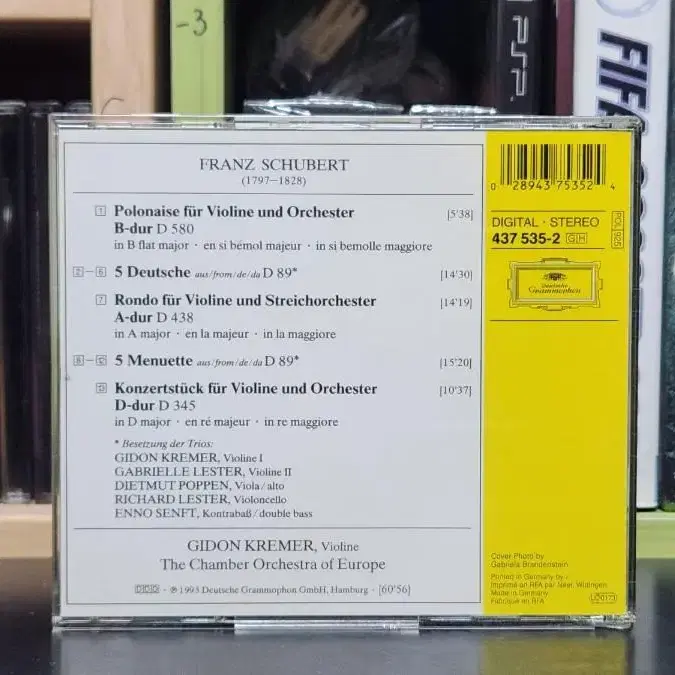 -3
PSP
FIFA
FRANZ SCHUBERT
(1797–1828)
1 Polonaise für Violine und Orchester [5'38]
B-dur D 580
in B flat major · en si bémol majeur · in si bemolle maggiore
2–6 5 Deutsche aus/from/de/da D 89* [14'30]
7 Rondo für Violine und Streichorchester [14'19]
A-dur D 438
in A major · en la majeur · in la maggiore
8– 5 Menuette aus/from/de/da D 89* [15'20]
Konzertstück für Violine und Orchester [10'37]
D-dur D 345
in D major · en ré majeur · in re maggiore
* Besetzung der Trios:
GIDON KREMER, Violine I
GABRIELLE LESTER, Violine II
DIETMUT POPPEN, Viola/alto
RICHARD LESTER, Violoncello
ENNO SENFT, Kontrabaß/double bass
GIDON KREMER, Violine
The Chamber Orchestra of Europe
DDD · ℗ 1993 Deutsche Grammophon GmbH, Hamburg · [60'56]
0 28943 75352 4
DIGITAL · STEREO
437 535-2 GH
Deutsche
Grammophon
Cover Photo by
Gabriela Brandenstein
Printed in Germany by /
Imprimé en RFA par Neef, Wittingen
Made in Germany
Fabriqué en RFA